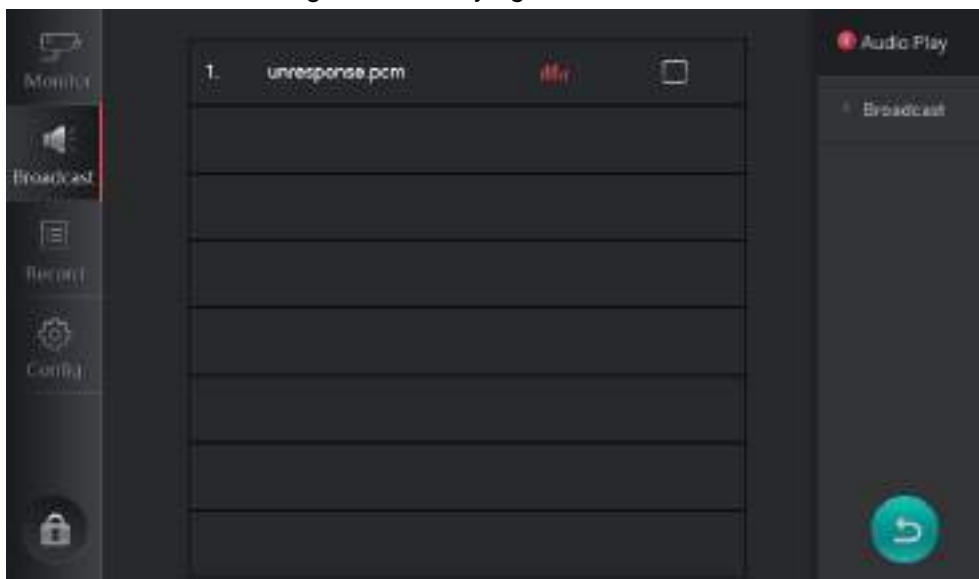 Monitor
Broadcast
Record
Config
1. unresponse.pcm
Audio Play
Broadcast